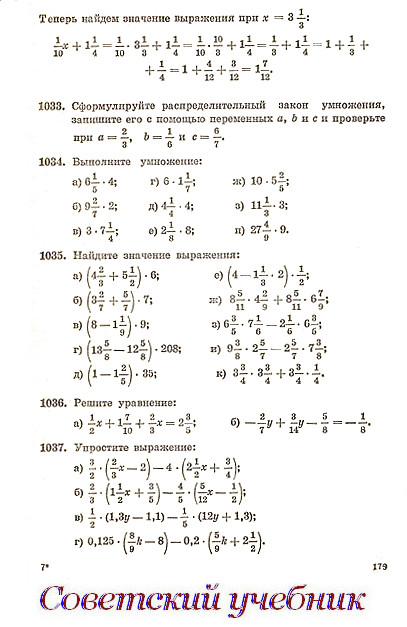 Теперь найдем значение выражения при x = 3 1/3:
1/10 x + 1 1/4 = 1/10 · 3 1/3 + 1 1/4 = 1/10 · 10/3 + 1 1/4 = 1/3 + 1 1/4 = 1 + 1/3 +
+ 1/4 = 1 + 4/12 + 3/12 = 1 7/12.
1033. Сформулируйте распределительный закон умножения,
запишите его с помощью переменных a, b и c и проверьте
при a = 2/3, b = 1/6 и c = 6/7.
1034. Выполните умножение:
а) 6 1/5 · 4; г) 6 · 1 1/7; ж) 10 · 5 2/5;
б) 9 2/7 · 2; д) 4 1/4 · 4; з) 11 1/3 · 3;
в) 3 · 7 1/4; е) 2 1/8 · 8; и) 27 4/9 · 9.
1035. Найдите значение выражения:
а) (4 2/3 + 5 1/2) · 6; е) (4 − 1 1/3 · 2) · 1/2;
б) (3 2/7 + 5/7) · 7; ж) 8 5/11 · 4 2/9 + 8 5/11 · 6 7/9;
в) (8 − 1 1/9) · 9; з) 6 3/5 · 7 1/6 − 2 1/6 · 6 3/5;
г) (13 5/8 − 12 5/8) · 208; и) 9 3/8 · 2 5/7 − 2 5/7 · 7 3/8;
д) (1 − 1 2/5) · 35; к) 3 3/4 · 3 3/4 + 3 3/4 · 1/4.
1036. Решите уравнение:
а) 1/2 x + 1 7/10 + 2/3 x = 2 3/5; б) − 2/7 y + 3/14 y − 5/8 = − 1/8.
1037. Упростите выражение:
а) 3/2 · (2/3 x − 2) − 4 · (2 1/2 x + 3/4);
б) 2/3 · (1 1/2 x + 3/5) − 4/5 · (5/12 x − 1/2);
в) 1/2 · (1,3y − 1,1) − 1/5 · (12y + 1,3);
г) 0,125 · (8/9 k − 8) − 0,2 · (5/9 k + 2 1/2).
7* 179
Советский учебник